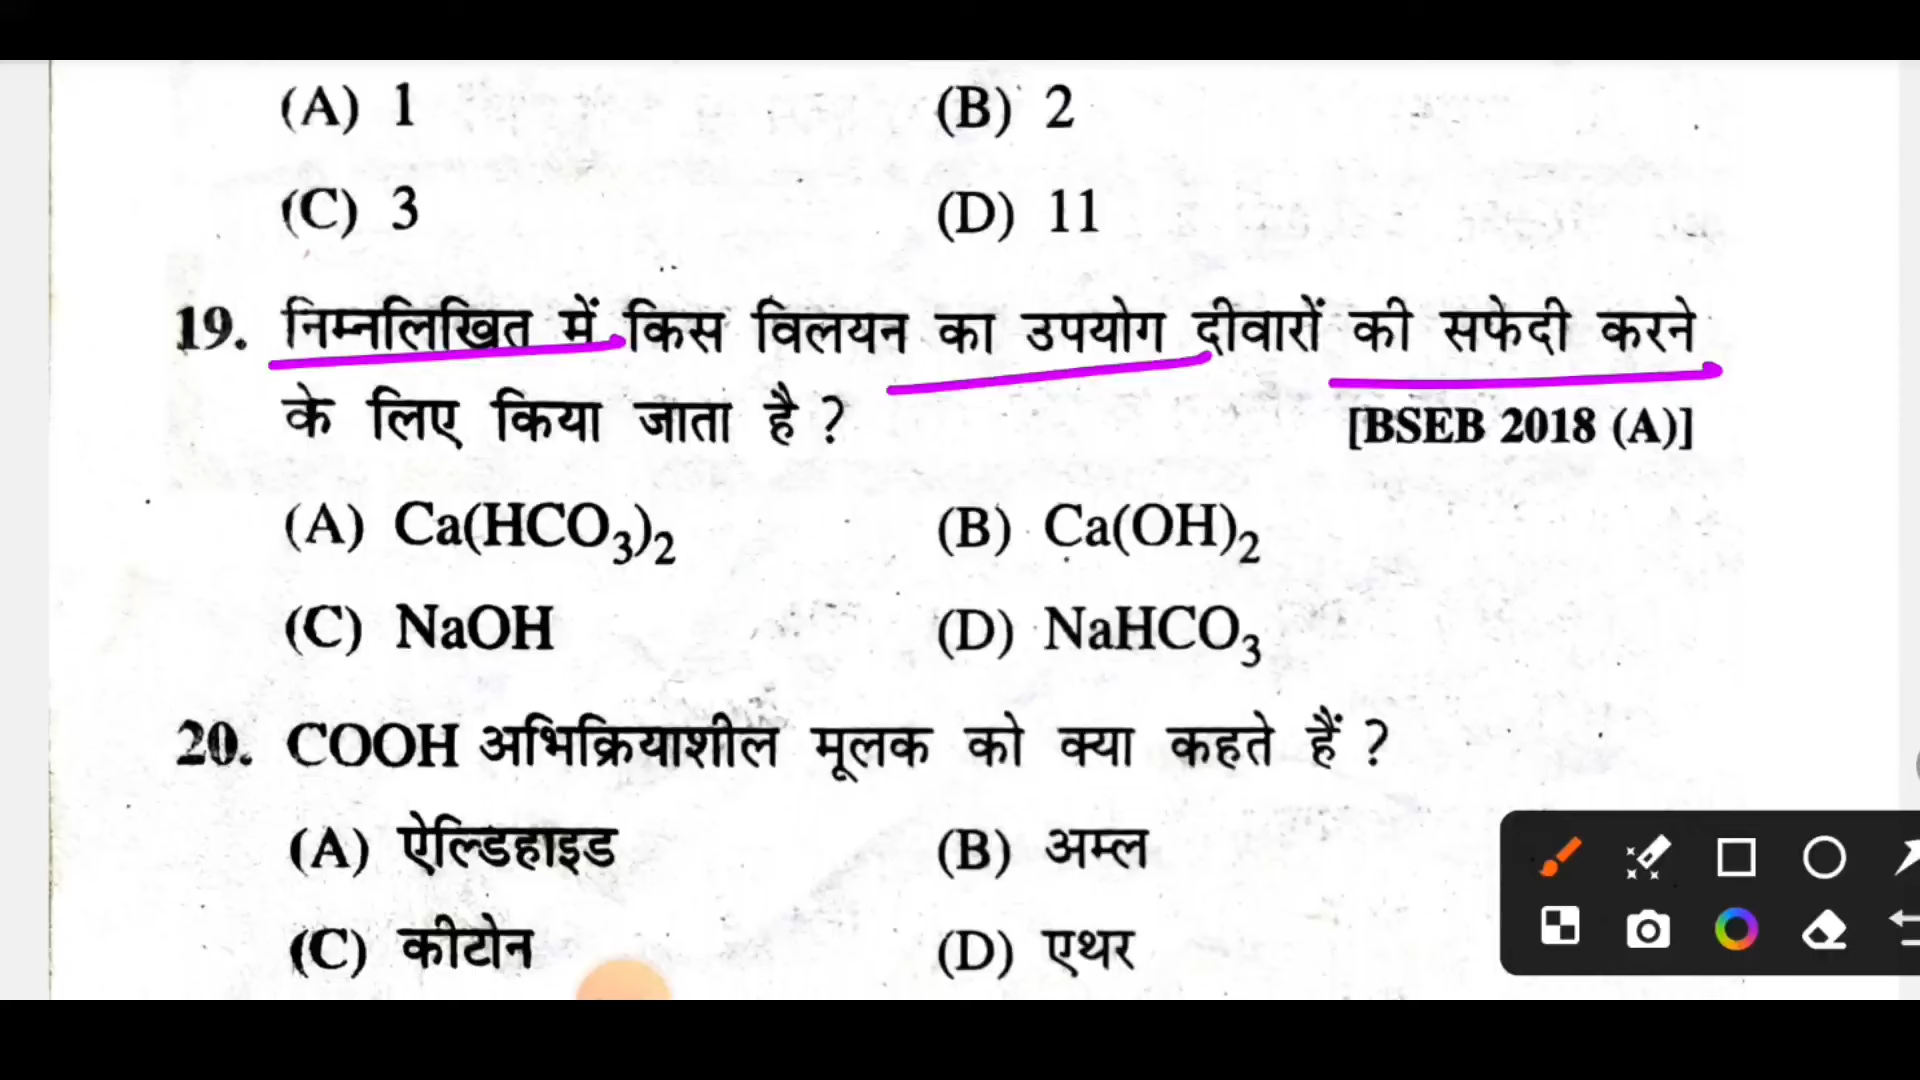 (A) 1 (B) 2
(C) 3 (D) 11
19. निम्नलिखित में किस विलयन का उपयोग दीवारों की सफेदी करने
के लिए किया जाता है ? [BSEB 2018 (A)]
(A) Ca(HCO₃)₂ (B) Ca(OH)₂
(C) NaOH (D) NaHCO₃
20. COOH अभिक्रियाशील मूलक को क्या कहते हैं ?
(A) ऐल्डिहाइड (B) अम्ल
(C) कीटोन (D) एथर